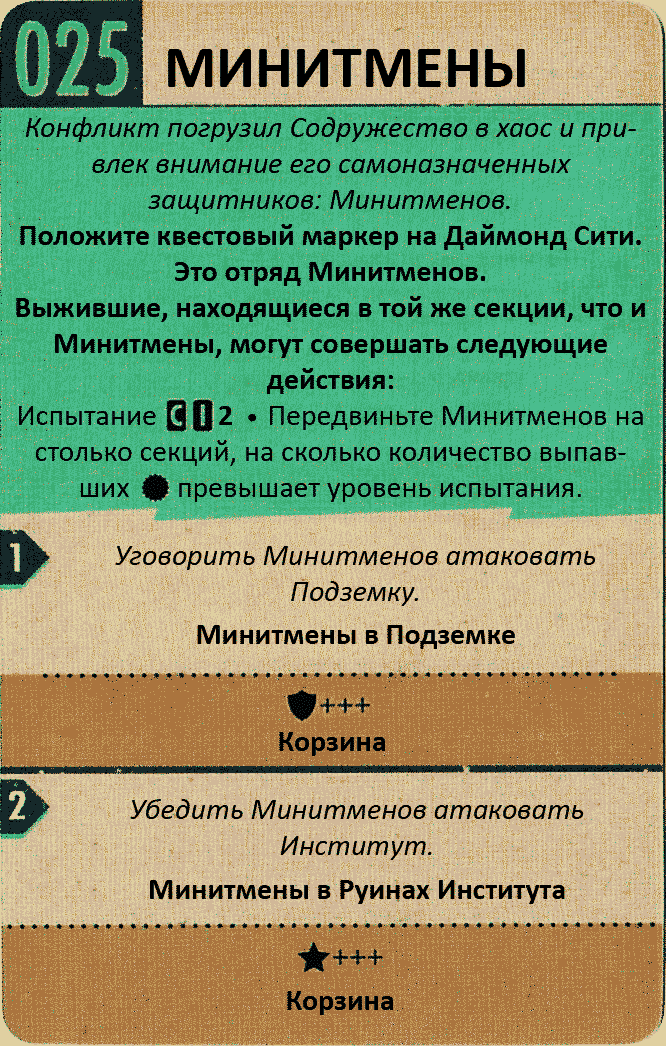 025
МИНИТМЕНЫ
Конфликт погрузил Содружество в хаос и при-
влек внимание его самоназначенных
защитников: Минитменов.
Положите квестовый маркер на Даймонд Сити.
Это отряд Минитменов.
Выжившие, находящиеся в той же секции, что и
Минитмены, могут совершать следующие
действия:
Испытание C I 2 • Передвиньте Минитменов на
столько секций, на сколько количество выпав-
ших превышает уровень испытания.
1
Уговорить Минитменов атаковать
Подземку.
Минитмены в Подземке
+++
Корзина
2
Убедить Минитменов атаковать
Институт.
Минитмены в Руинах Института
+++
Корзина